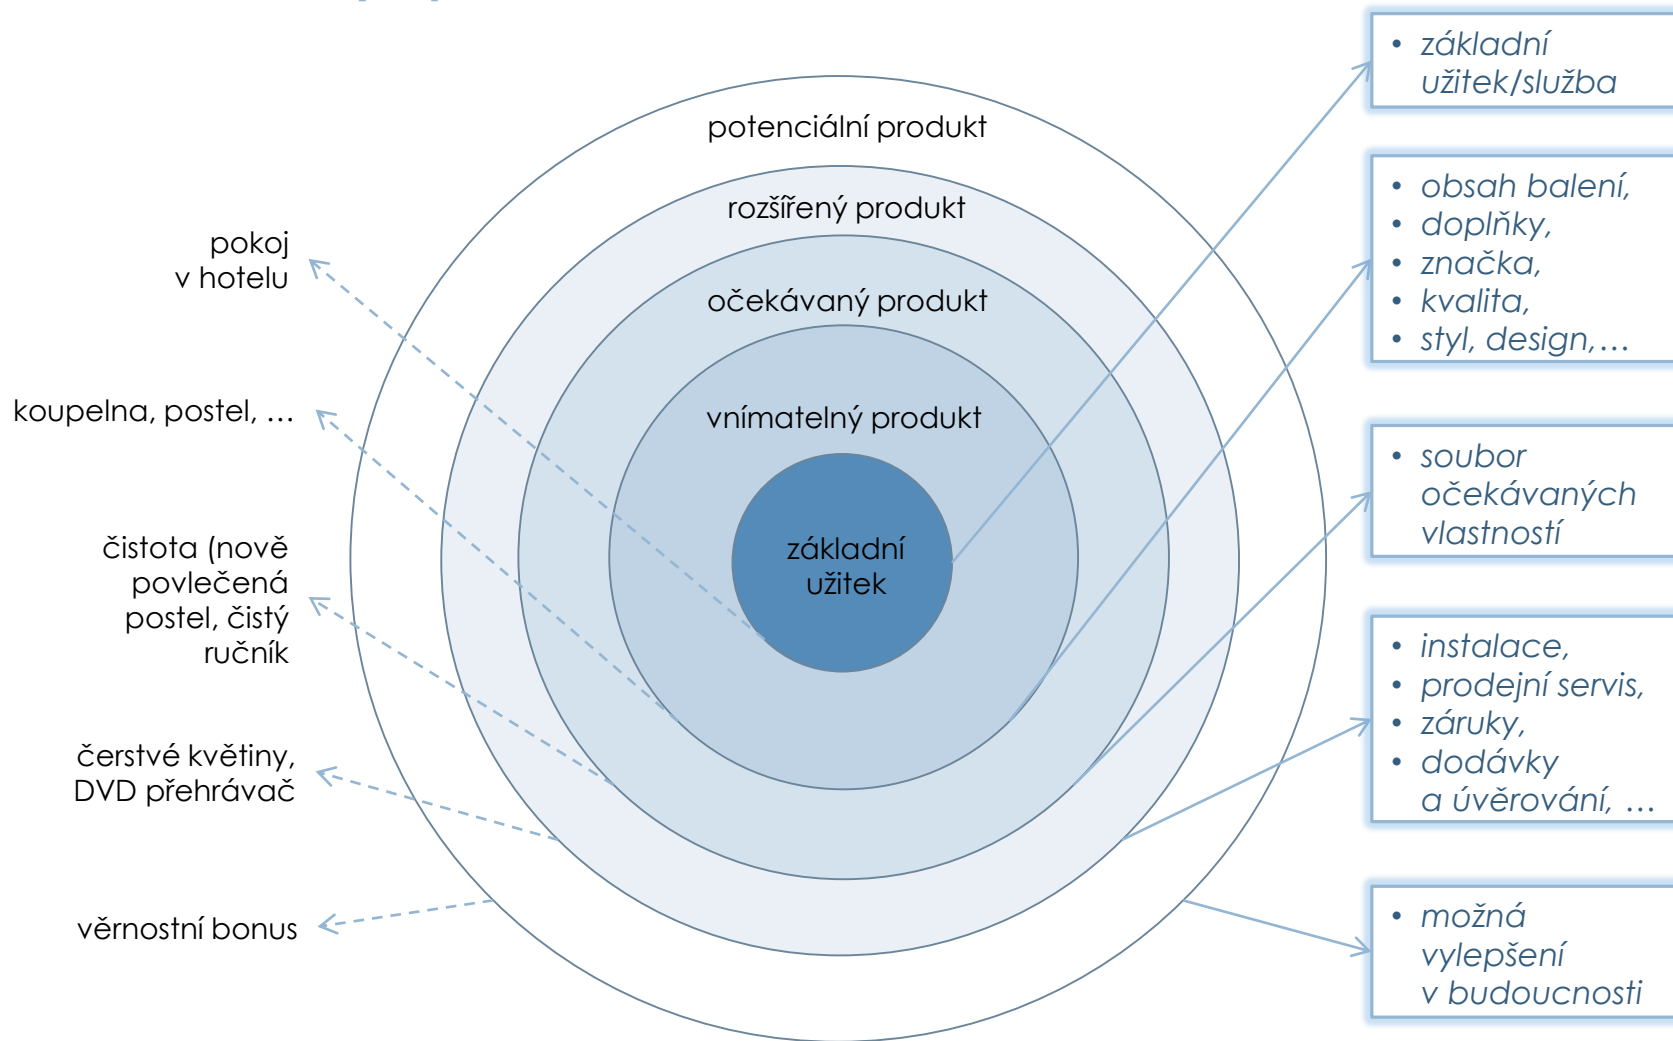 potenciální produkt
rozšířený produkt
očekávaný produkt
vnímatelný produkt
základní
užitek
pokoj
v hotelu
koupelna, postel, …
čistota (nově
povlečená
postel, čistý
ručník
čerstvé květiny,
DVD přehrávač
věrnostní bonus
• základní
užitek/služba
• obsah balení,
• doplňky,
• značka,
• kvalita,
• styl, design,…
• soubor
očekávaných
vlastností
• instalace,
• prodejní servis,
• záruky,
• dodávky
a úvěrování, …
• možná
vylepšení
v budoucnosti